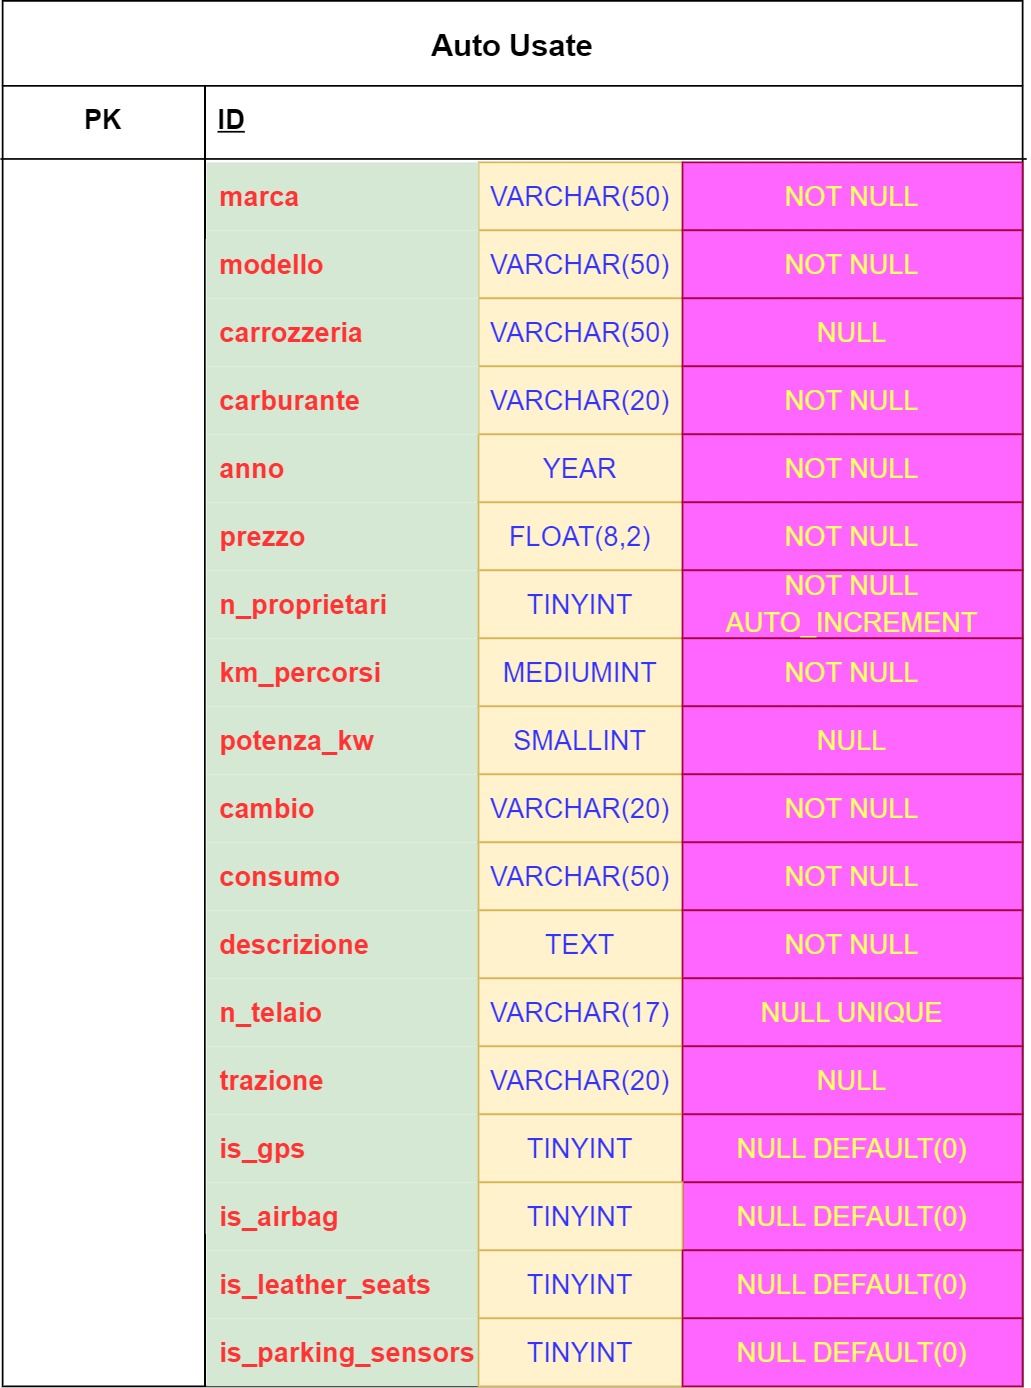 Auto Usate
PK ID
marca VARCHAR(50) NOT NULL
modello VARCHAR(50) NOT NULL
carrozzeria VARCHAR(50) NULL
carburante VARCHAR(20) NOT NULL
anno YEAR NOT NULL
prezzo FLOAT(8,2) NOT NULL
n_proprietari TINYINT NOT NULL
AUTO_INCREMENT
km_percorsi MEDIUMINT NOT NULL
potenza_kw SMALLINT NULL
cambio VARCHAR(20) NOT NULL
consumo VARCHAR(50) NOT NULL
descrizione TEXT NOT NULL
n_telaio VARCHAR(17) NULL UNIQUE
trazione VARCHAR(20) NULL
is_gps TINYINT NULL DEFAULT(0)
is_airbag TINYINT NULL DEFAULT(0)
is_leather_seats TINYINT NULL DEFAULT(0)
is_parking_sensors TINYINT NULL DEFAULT(0)